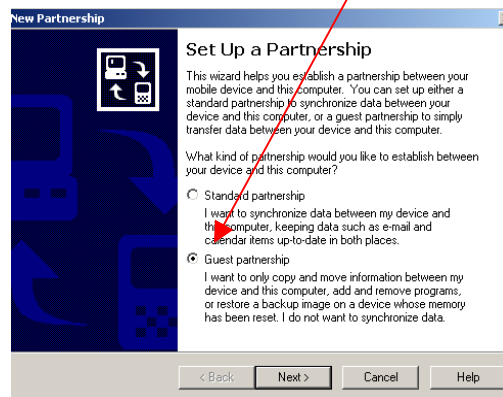 New Partnership
Set Up a Partnership
This wizard helps you establish a partnership between your
mobile device and this computer. You can set up either a
standard partnership to synchronize data between your
device and this computer, or a guest partnership to simply
transfer data between your device and this computer.
What kind of partnership would you like to establish between
your device and this computer?
Standard partnership
I want to synchronize data between my device and
this computer, keeping data such as e-mail and
calendar items up-to-date in both places.
Guest partnership
I want to only copy and move information between my
device and this computer, add and remove programs,
or restore a backup image on a device whose memory
has been reset. I do not want to synchronize data.
< Back Next > Cancel Help